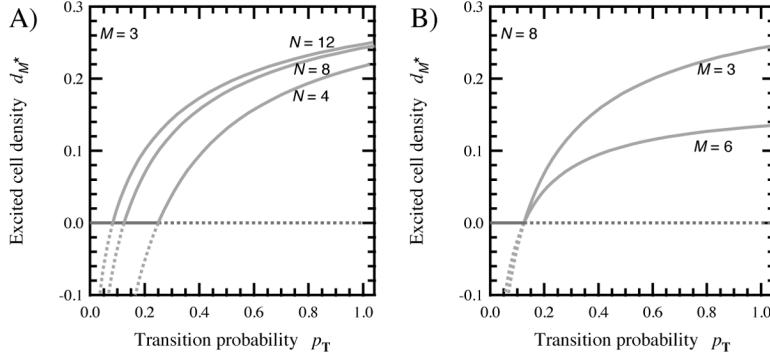 A)
M = 3
N = 12
N = 8
N = 4
0.3
0.2
0.1
0.0
-0.1
Excited cell density d_M*
0.0 0.2 0.4 0.6 0.8 1.0
Transition probability p_T
B)
N = 8
M = 3
M = 6
0.3
0.2
0.1
0.0
-0.1
Excited cell density d_M*
0.0 0.2 0.4 0.6 0.8 1.0
Transition probability p_T